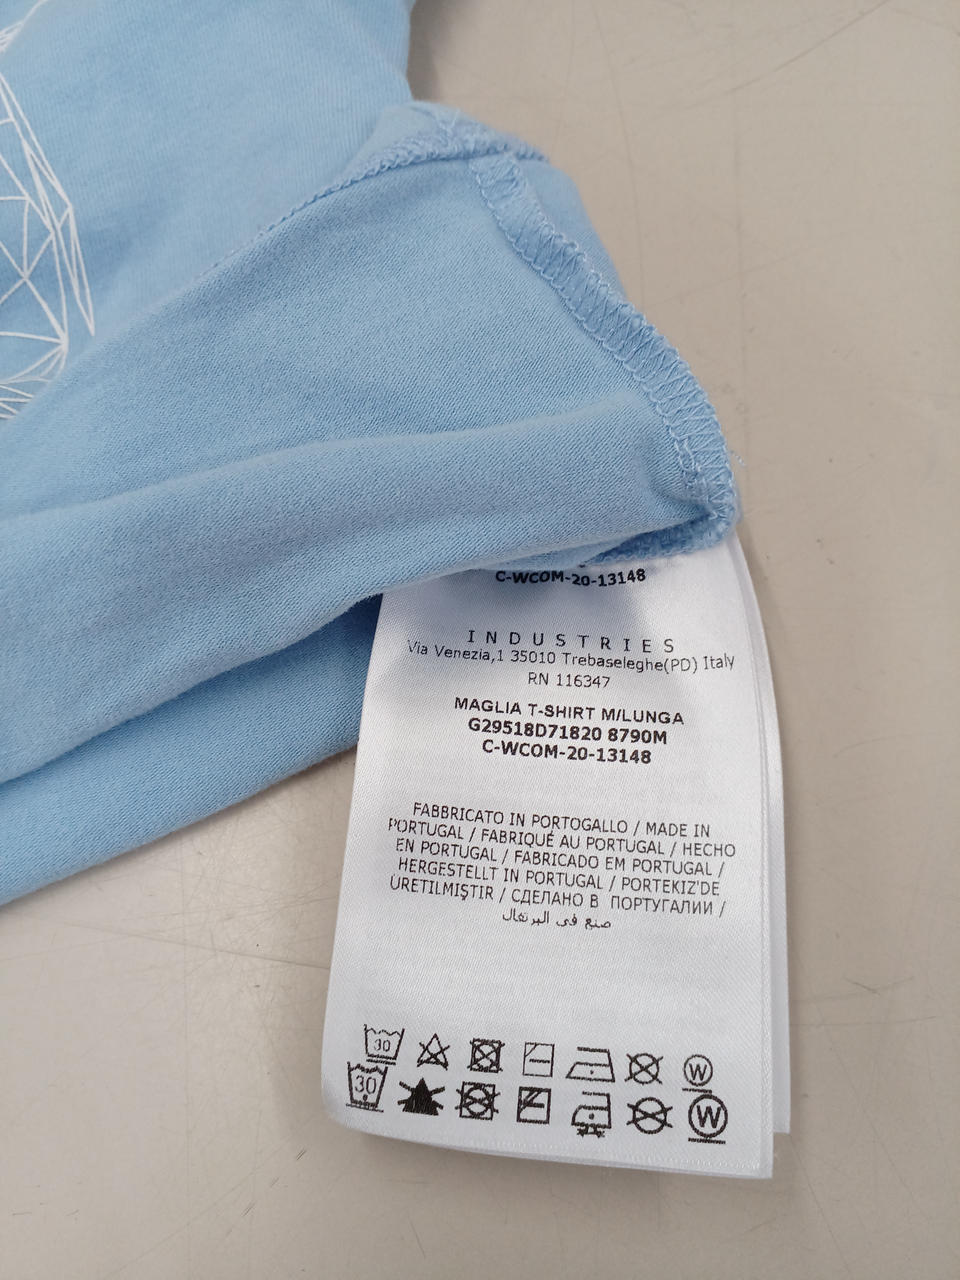 C-WCOM-20-13148
INDUSTRIES
Via Venezia,1 35010 Trebaseleghe(PD) Italy
RN 116347
MAGLIA T-SHIRT M/LUNGA
G29518D71820 8790M
C-WCOM-20-13148
FABBRICATO IN PORTOGALLO / MADE IN
PORTUGAL / FABRIQUÉ AU PORTUGAL / HECHO
EN PORTUGAL / FABRICADO EM PORTUGAL /
HERGESTELLT IN PORTUGAL / PORTEKIZ'DE
ÜRETILMIŞTIR / СДЕЛАНО В ПОРТУГАЛИИ /
صنع في البرتغال
30 W
30 W